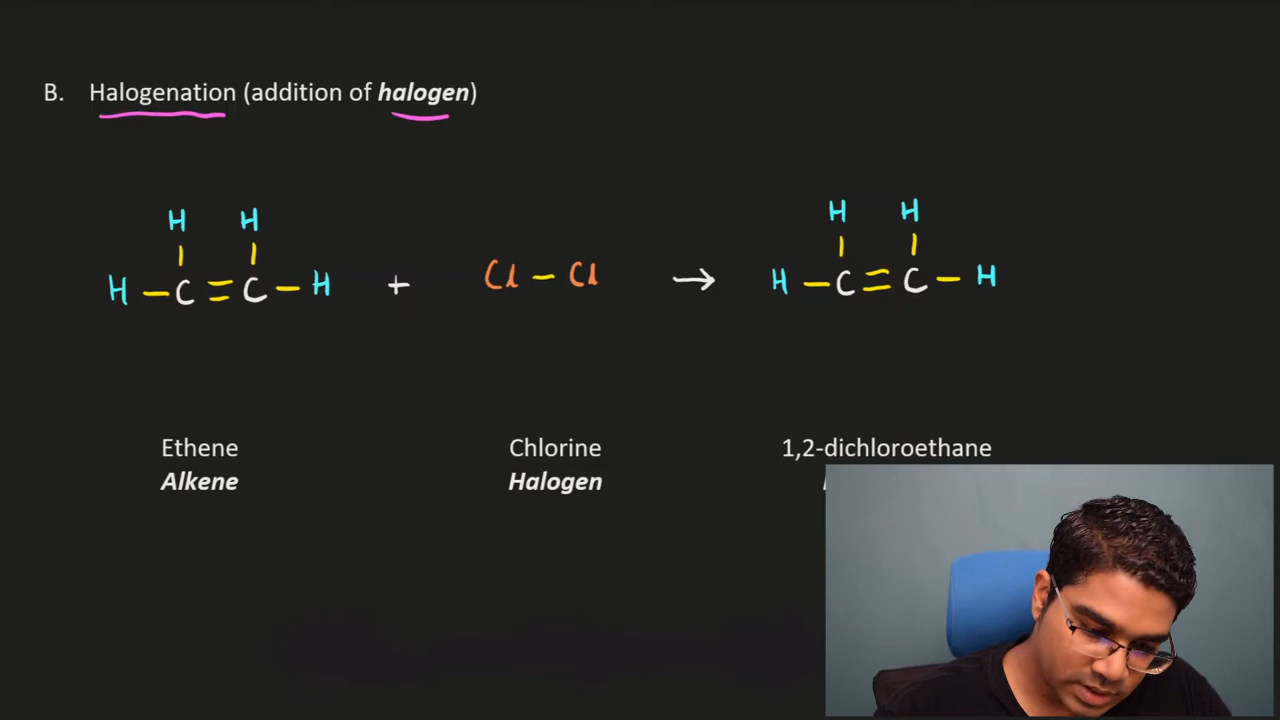 B. Halogenation (addition of halogen)
H H H H
H – C = C – H + Cl – Cl → H – C = C – H
Ethene Chlorine 1,2-dichloroethane
Alkene Halogen